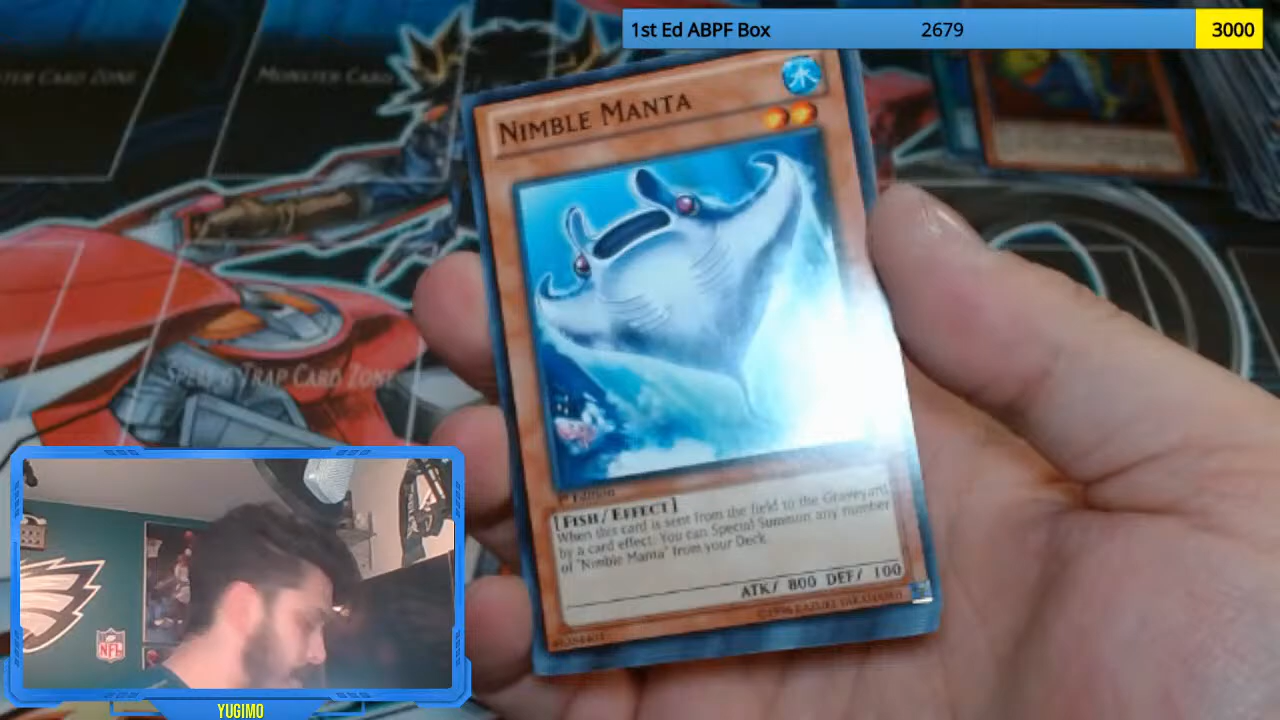 1st Ed ABPF Box 2679 3000
TER CARD ZONE
MONSTER CARD
NIMBLE MANTA
水
SPELL & TRAP CARD ZONE
1st Edition
[FISH/EFFECT]
When this card is sent from the field to the Graveyard
by a card effect: You can Special Summon any number
of "Nimble Manta" from your Deck.
ATK/ 800 DEF/ 100
©1996 KAZUKI TAKAHASHI
NFL
YUGIMO